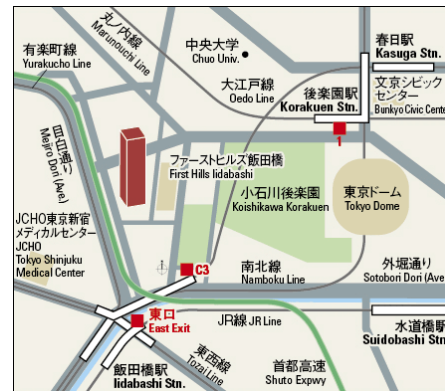 丸ノ内線
Marunouchi Line
有楽町線
Yurakucho Line
中央大学
Chuo Univ.
春日駅
Kasuga Stn.
大江戸線
Oedo Line
後楽園駅
Korakuen Stn.
文京シビック
センター
Bunkyo Civic Cente
1
目白通り
Mejiro Dori (Ave.)
ファーストヒルズ飯田橋
First Hills Iidabashi
小石川後楽園
Koishikawa Korakuen
東京ドーム
Tokyo Dome
JCHO東京新宿
メディカルセンター
JCHO
Tokyo Shinjuku
Medical Center
C3
南北線
Namboku Line
外堀通り
Sotobori Dori (Ave
東口
East Exit
JR線 JR Line
水道橋駅
Suidobashi Stn.
飯田橋駅
Iidabashi Stn.
東西線
Tozai Line
首都高速
Shuto Expwy